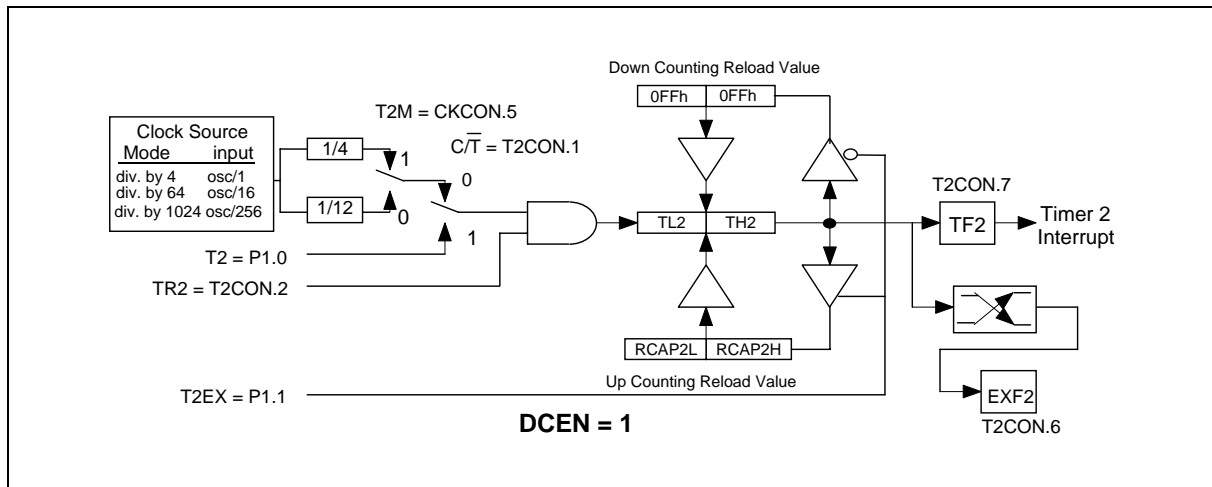 Down Counting Reload Value
0FFh 0FFh
T2M = CKCON.5
Clock Source
Mode input
div. by 4 osc/1
div. by 64 osc/16
div. by 1024 osc/256
1/4
1/12
1
0
C/T̅ = T2CON.1
0
1
T2 = P1.0
TR2 = T2CON.2
TL2 TH2
T2CON.7
TF2
Timer 2
Interrupt
RCAP2L RCAP2H
Up Counting Reload Value
T2EX = P1.1
EXF2
T2CON.6
DCEN = 1